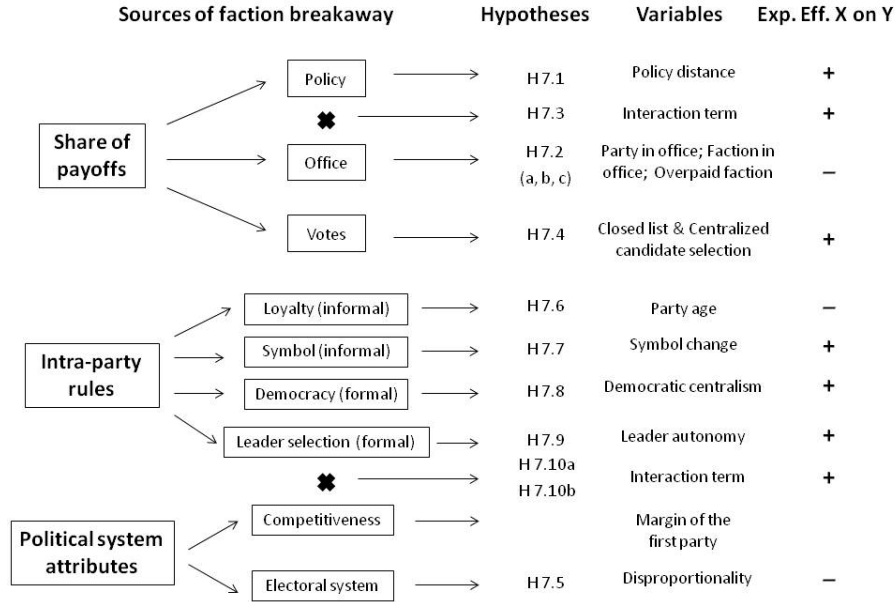 Sources of faction breakaway Hypotheses Variables Exp. Eff. X on Y
Policy H 7.1 Policy distance +
H 7.3 Interaction term +
Share of
payoffs
Office H 7.2 Party in office; Faction in
(a, b, c) office; Overpaid faction –
Votes H 7.4 Closed list & Centralized
candidate selection +
Loyalty (informal) H 7.6 Party age –
Symbol (informal) H 7.7 Symbol change +
Intra-party
rules
Democracy (formal) H 7.8 Democratic centralism +
Leader selection (formal) H 7.9 Leader autonomy +
H 7.10a
H 7.10b
Interaction term +
Political system
attributes
Competitiveness Margin of the
first party
Electoral system H 7.5 Disproportionality –